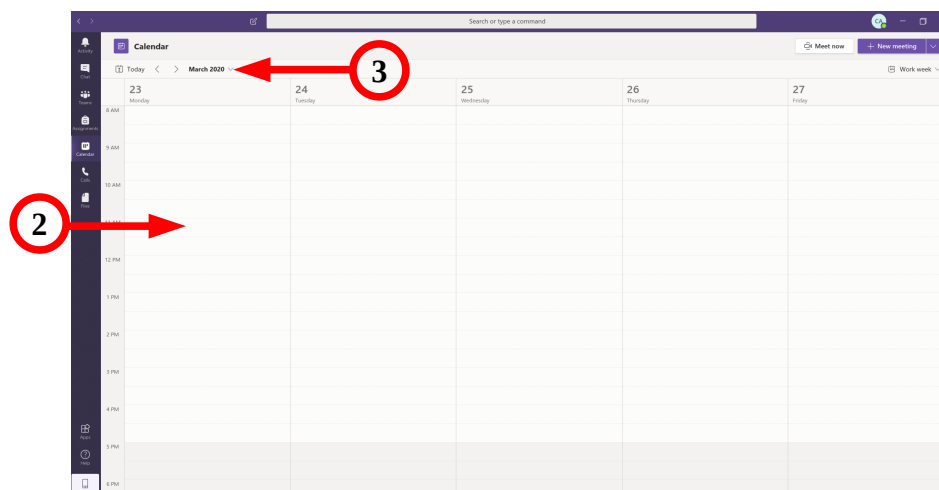 Search or type a command
CA
Activity
Calendar
Meet now
+ New meeting
Chat
Today
March 2020
3
Work week
Teams
23
24
25
26
27
Monday
Tuesday
Wednesday
Thursday
Friday
8 AM
Assignments
Calendar
9 AM
Calls
10 AM
Files
2
11 AM
12 PM
1 PM
2 PM
3 PM
4 PM
Apps
5 PM
Help
6 PM